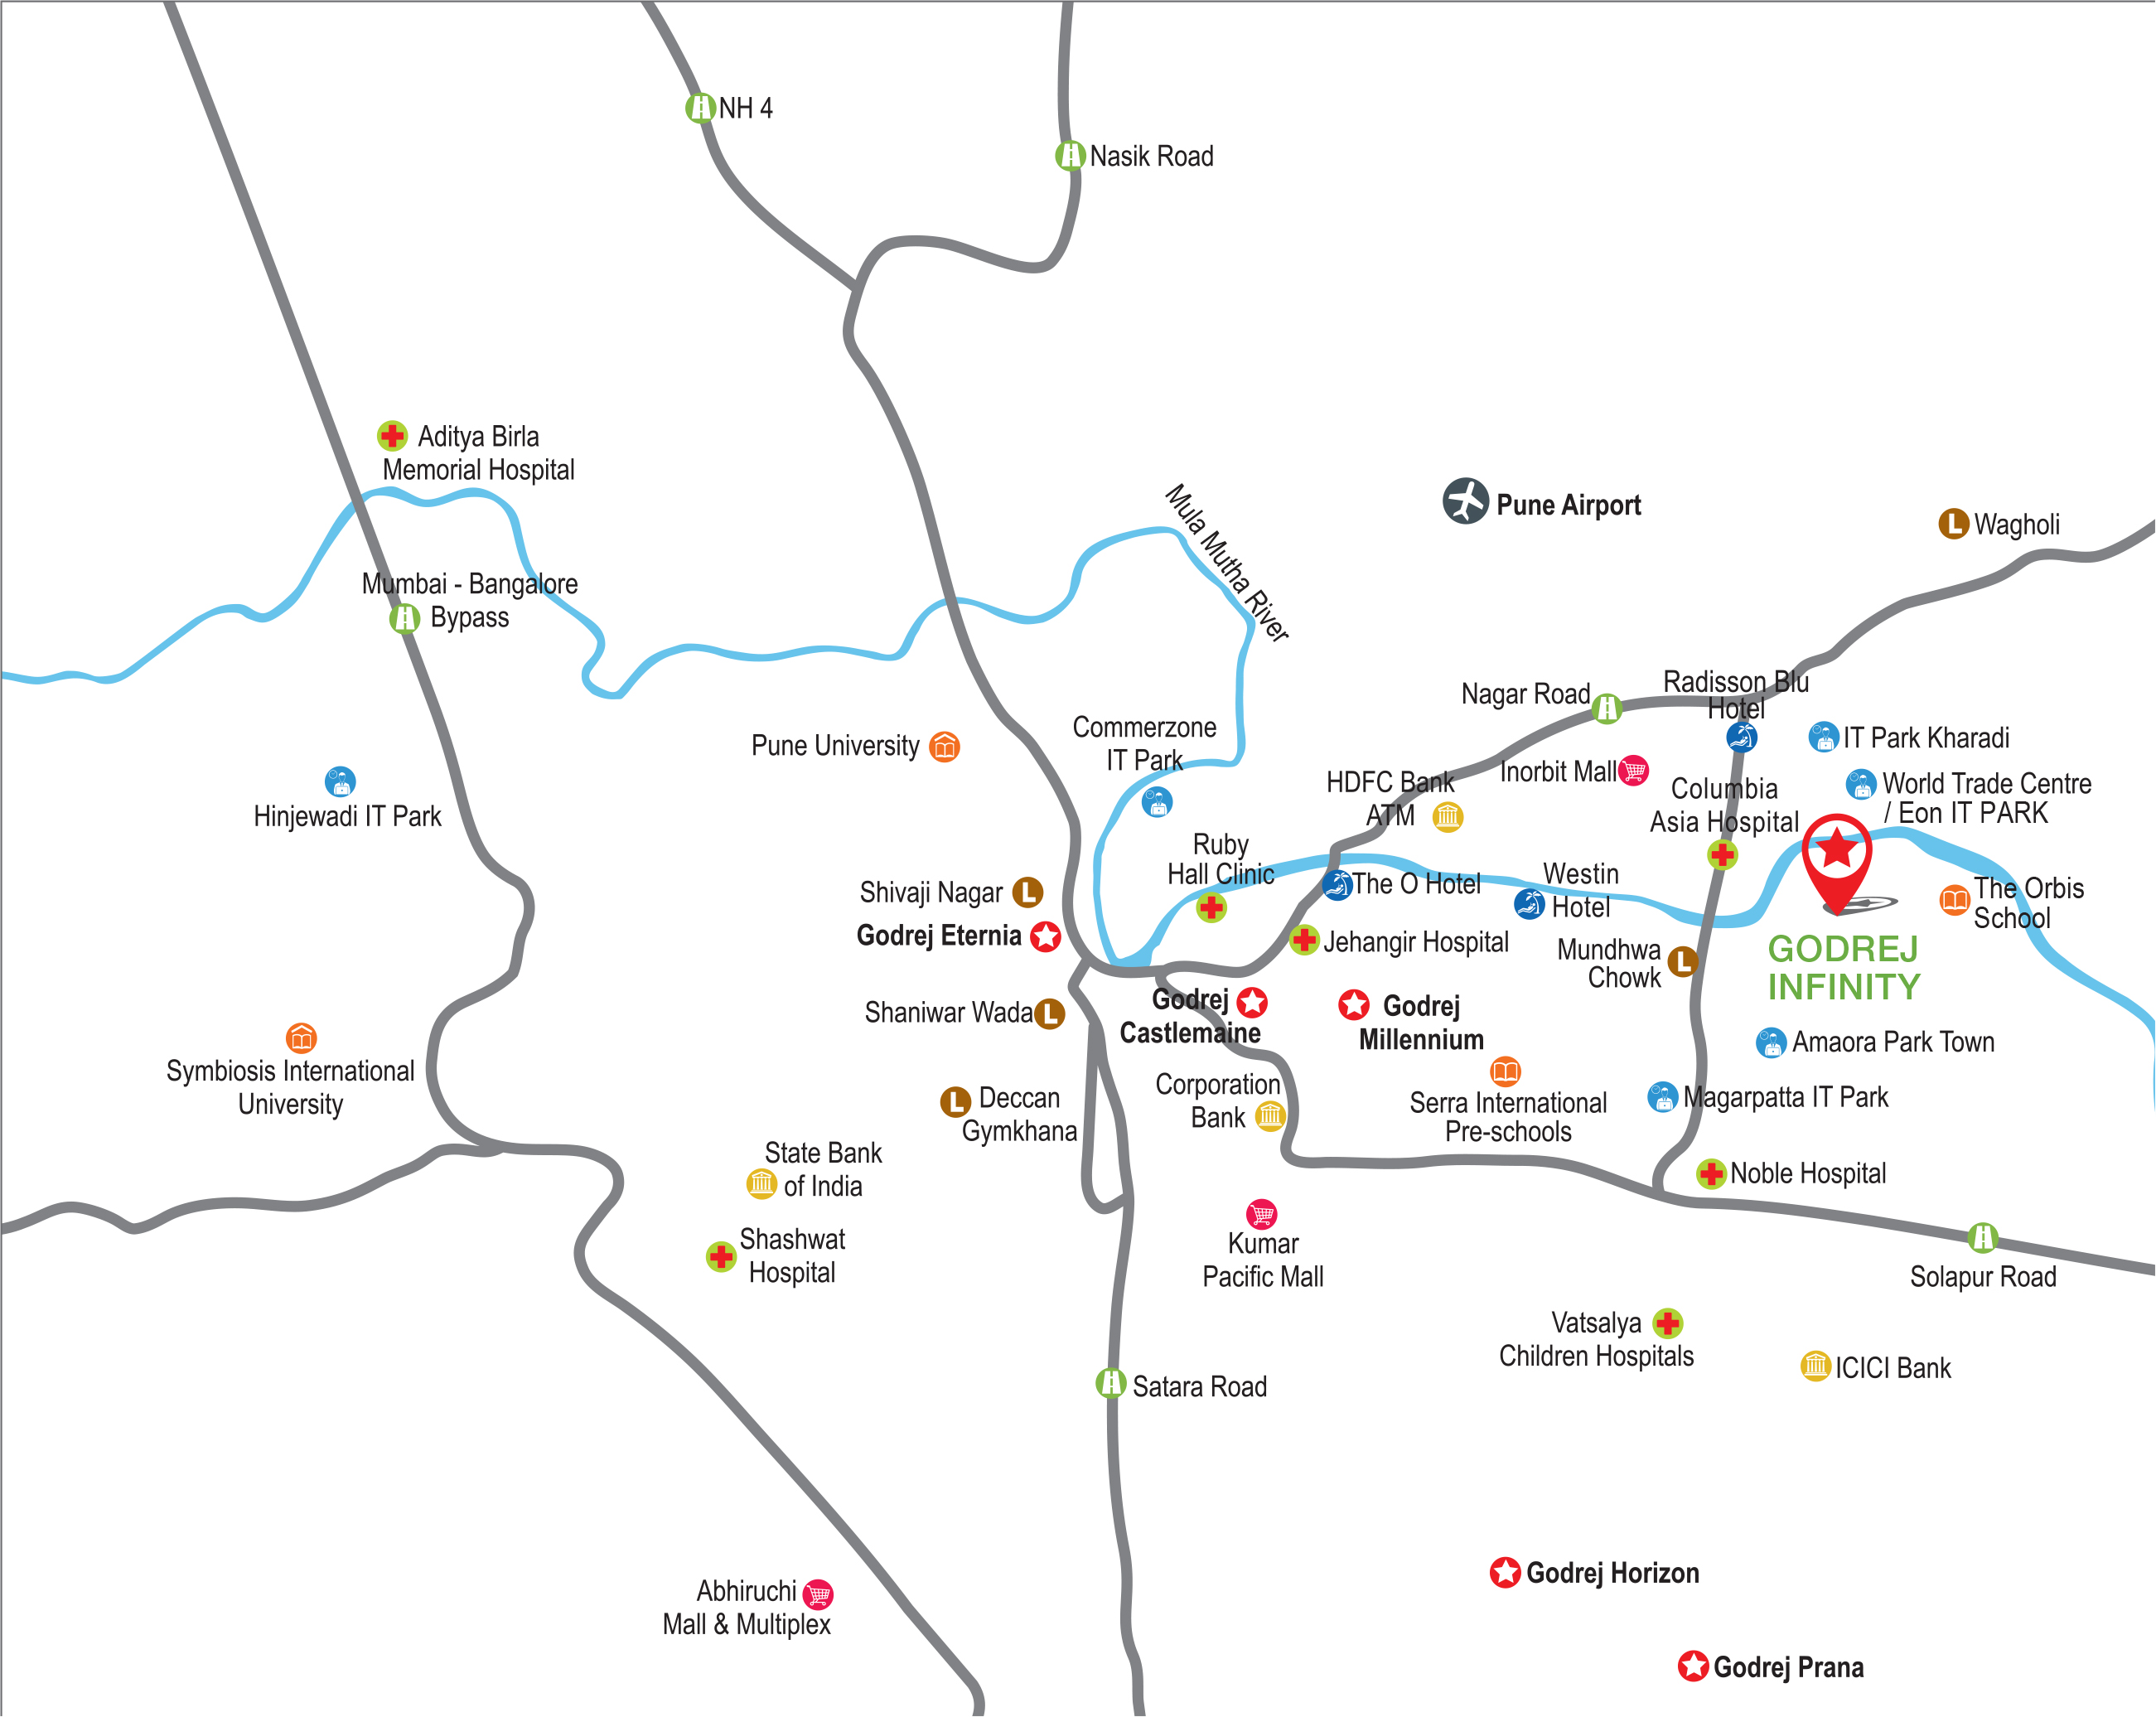 NH 4
Nasik Road
Aditya Birla
Memorial Hospital
Mula Mutha River
Pune Airport
Wagholi
Mumbai - Bangalore
Bypass
Radisson Blu
Hotel
Nagar Road
Commerzone
IT Park
Pune University
IT Park Kharadi
Inorbit Mall
HDFC Bank
ATM
Columbia
Asia Hospital
World Trade Centre
/ Eon IT PARK
Hinjewadi IT Park
Ruby
Hall Clinic
Shivaji Nagar
The O Hotel
Westin
Hotel
The Orbis
School
Godrej Eternia
Jehangir Hospital
Mundhwa
Chowk
GODREJ
INFINITY
Shaniwar Wada
Godrej
Castlemaine
Godrej
Millennium
Amaora Park Town
Symbiosis International
University
Deccan
Gymkhana
Corporation
Bank
Serra International
Pre-schools
Magarpatta IT Park
State Bank
of India
Noble Hospital
Shashwat
Hospital
Kumar
Pacific Mall
Solapur Road
Vatsalya
Children Hospitals
ICICI Bank
Satara Road
Abhiruchi
Mall & Multiplex
Godrej Horizon
Godrej Prana
L
L
L
L
L